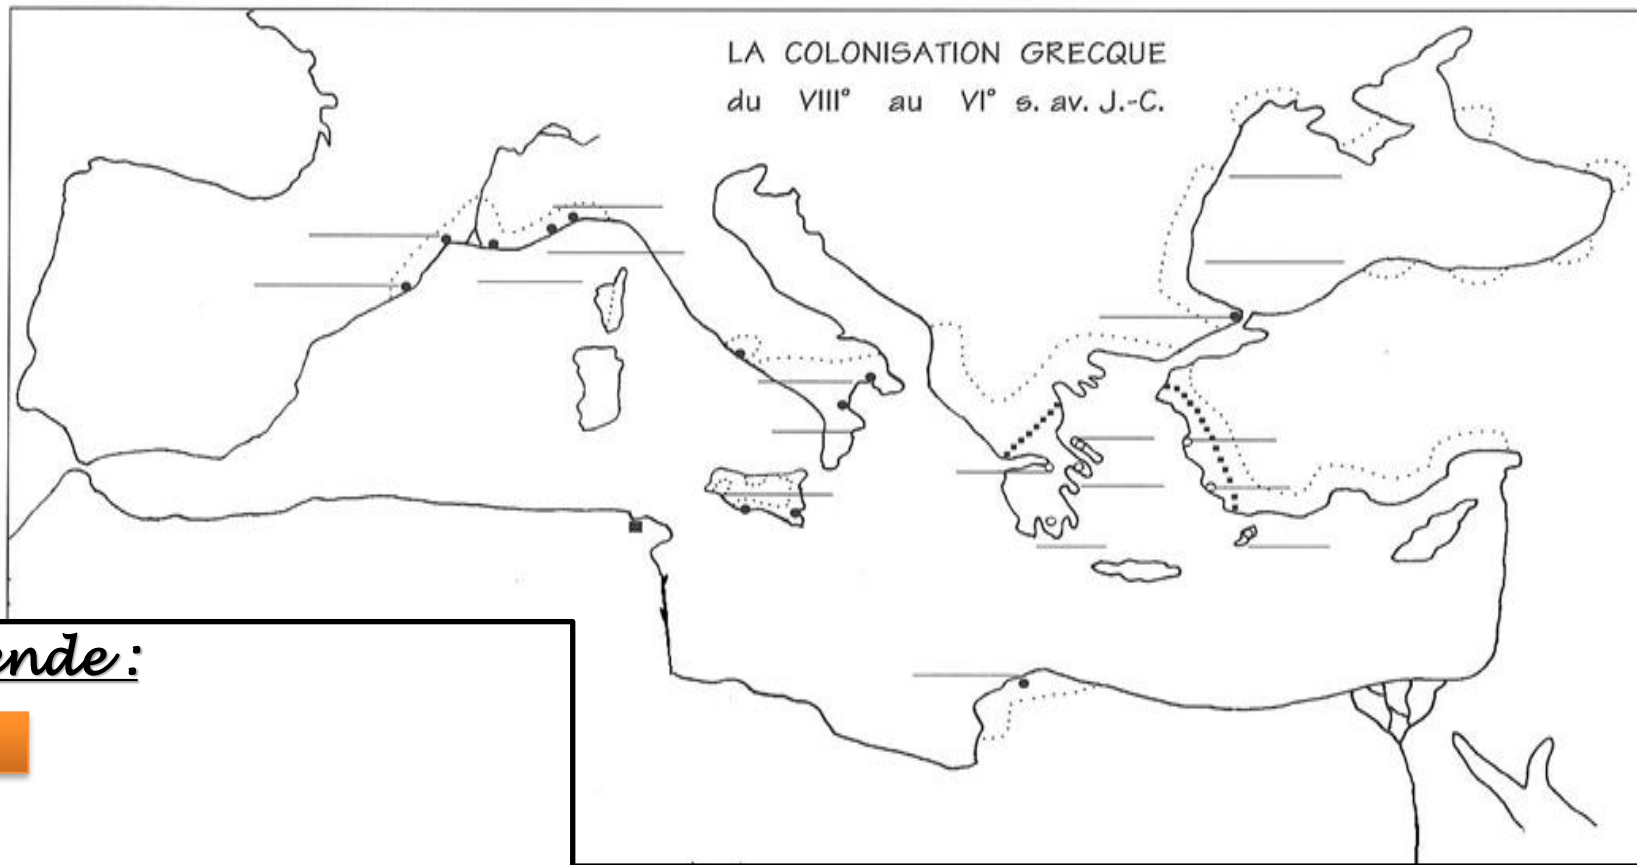 LA COLONISATION GRECQUE
du VIII° au VI° s. av. J.-C.
ende :